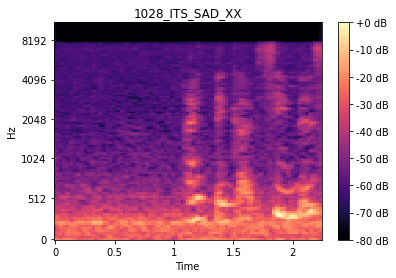 1028_ITS_SAD_XX
+0 dB
8192
-10 dB
4096
-20 dB
-30 dB
2048
-40 dB
Hz
1024
-50 dB
512
-60 dB
-70 dB
0
-80 dB
0 0.5 1 1.5 2
Time